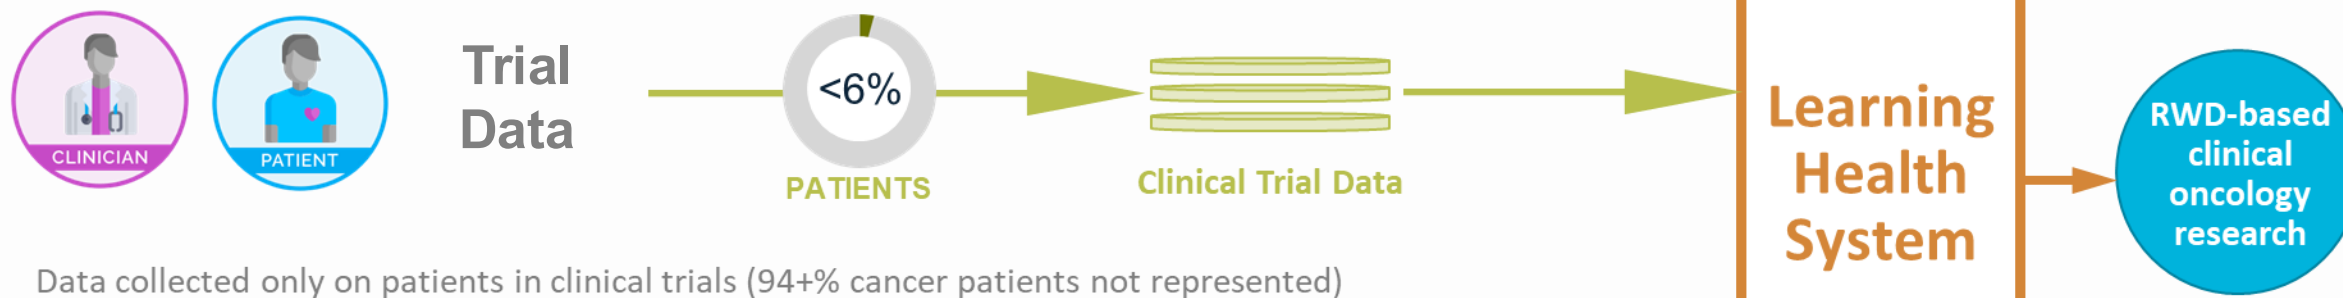 CLINICIAN
PATIENT
Trial
Data
<6%
PATIENTS
Clinical Trial Data
Learning
Health
System
RWD-based
clinical
oncology
research
Data collected only on patients in clinical trials (94+% cancer patients not represented)